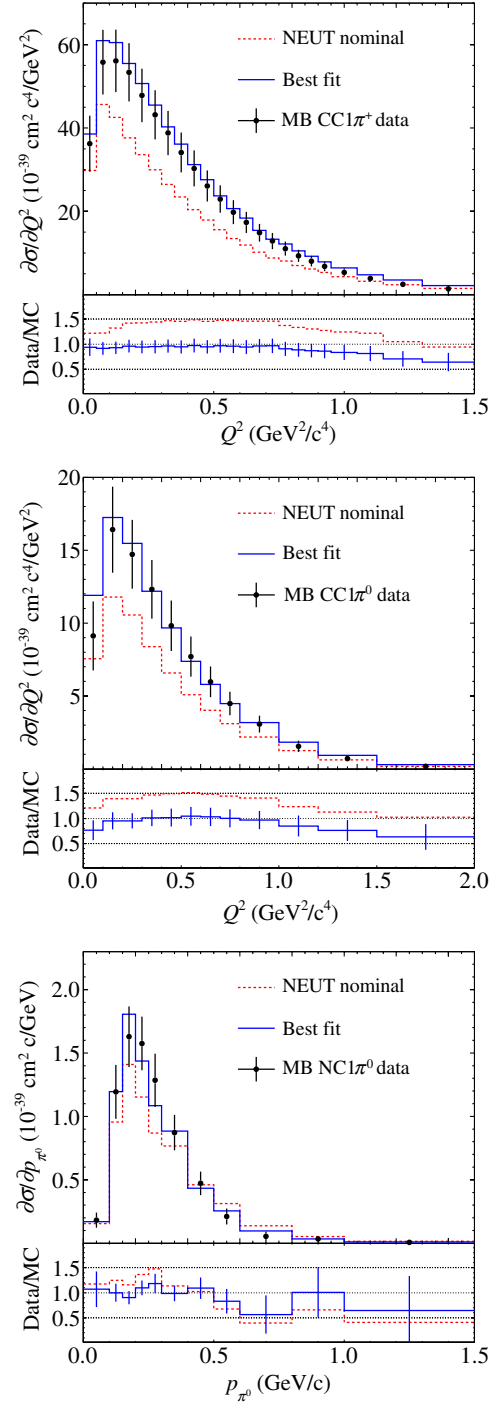 60
40
20
∂σ/∂Q² (10⁻³⁹ cm² c⁴/GeV²)
NEUT nominal
Best fit
MB CC1π⁺ data
1.5
1.0
0.5
Data/MC
0.0 0.5 1.0 1.5
Q² (GeV²/c⁴)
20
15
10
5
∂σ/∂Q² (10⁻³⁹ cm² c⁴/GeV²)
NEUT nominal
Best fit
MB CC1π⁰ data
1.5
1.0
0.5
Data/MC
0.0 0.5 1.0 1.5 2.0
Q² (GeV²/c⁴)
2.0
1.5
1.0
0.5
∂σ/∂p_π⁰ (10⁻³⁹ cm² c/GeV)
NEUT nominal
Best fit
MB NC1π⁰ data
1.5
1.0
0.5
Data/MC
0.0 0.5 1.0 1.5
p_π⁰ (GeV/c)